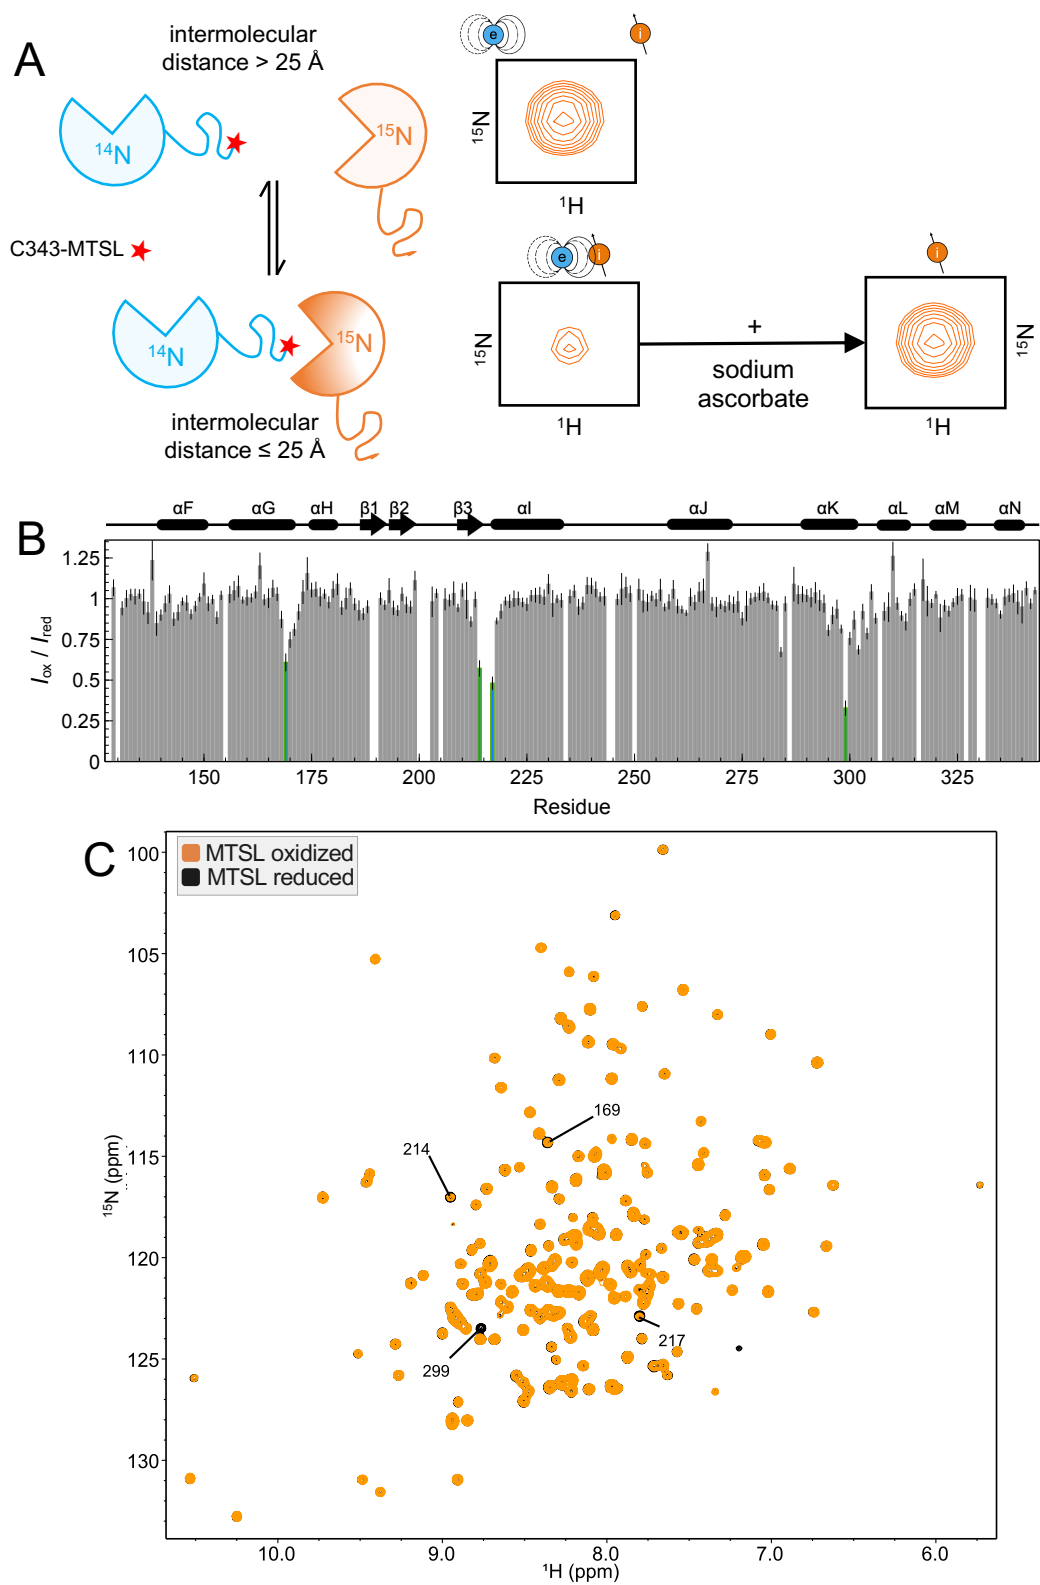 A
intermolecular
distance > 25 Å
¹⁴N
¹⁵N
C343-MTSL
¹⁴N
¹⁵N
intermolecular
distance ≤ 25 Å
e
i
¹⁵N
¹H
e
i
¹⁵N
¹H
+
sodium
ascorbate
i
¹⁵N
¹H
B
αF αG αH β1 β2 β3 αI αJ αK αL αM αN
Iox / Ired
1.25
1
0.75
0.5
0.25
0
150 175 200 225 250 275 300 325
Residue
C
MTSL oxidized
MTSL reduced
100
105
110
115
120
125
130
¹⁵N (ppm)
169
214
217
299
10.0 9.0 8.0 7.0 6.0
¹H (ppm)